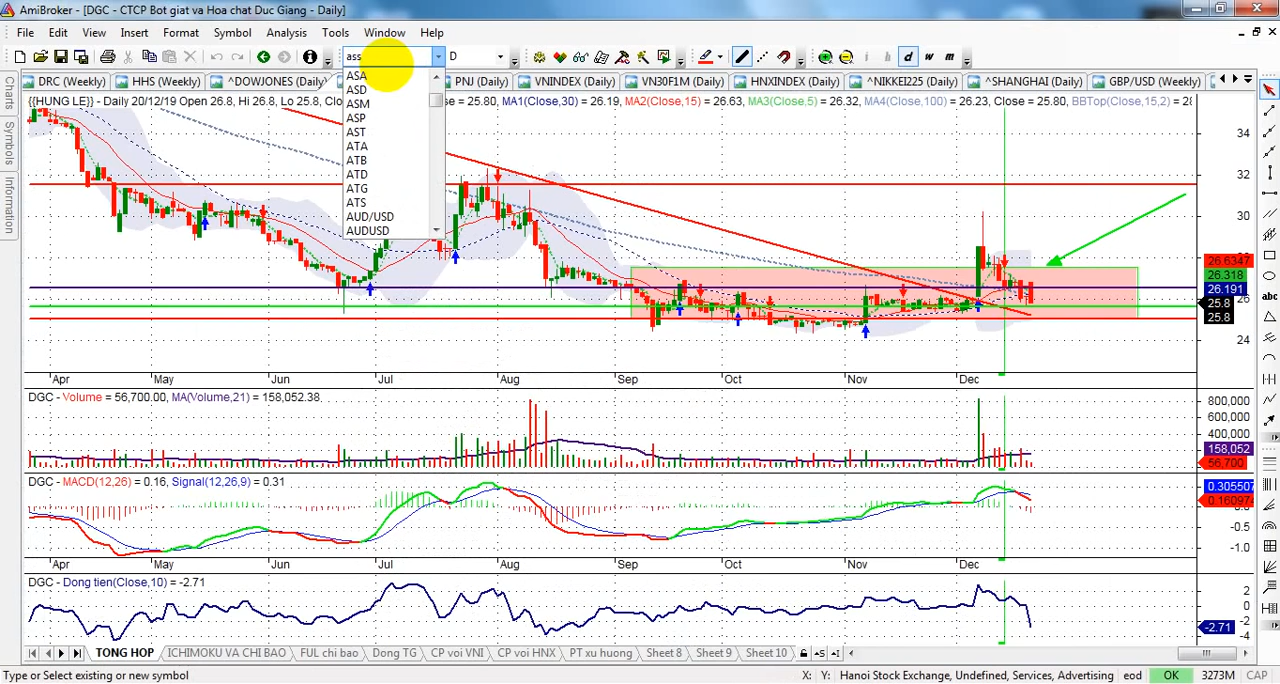 AmiBroker - [DGC - CTCP Bot giat va Hoa chat Duc Giang - Daily]
File Edit View Insert Format Symbol Analysis Tools Window Help
ass D i h d w m
DRC (Weekly) HHS (Weekly) ^DOWJONES (Daily) PNJ (Daily) VNINDEX (Daily) VN30F1M (Daily) HNXINDEX (Daily) ^NIKKEI225 (Daily) ^SHANGHAI (Daily) GBP/USD (Weekly)
Charts
Symbols
Information
ASA
ASD
ASM
ASP
AST
ATA
ATB
ATD
ATG
ATS
AUD/USD
AUDUSD
{{HUNG LE}} - Daily 20/12/19 Open 26.8, Hi 26.8, Lo 25.8, = 25.80, MA1(Close,30) = 26.19, MA2(Close,15) = 26.63, MA3(Close,5) = 26.32, MA4(Close,100) = 26.23, Close = 25.80, BBTop(Close,15,2) = 28
34
32
30
28
26.6347
26.318
26.191
26
25.8
25.8
24
Apr May Jun Jul Aug Sep Oct Nov Dec
DGC - Volume = 56,700.00, MA(Volume,21) = 158,052.38,
800,000
600,000
400,000
158,052
56,700
DGC - MACD(12,26) = 0.16, Signal(12,26,9) = 0.31
0.305507
0.16097
-0.5
-1.0
Apr May Jun Jul Aug Sep Oct Nov Dec
DGC - Dong tien(Close,10) = -2.71
2
0
-2.71
-4
TONG HOP ICHIMOKU VA CHI BAO FUL chi bao Dong TG CP voi VNI CP voi HNX PT xu huong Sheet 8 Sheet 9 Sheet 10
Type or Select existing or new symbol X: Y: Hanoi Stock Exchange, Undefined, Services, Advertising eod OK 3273M CAP